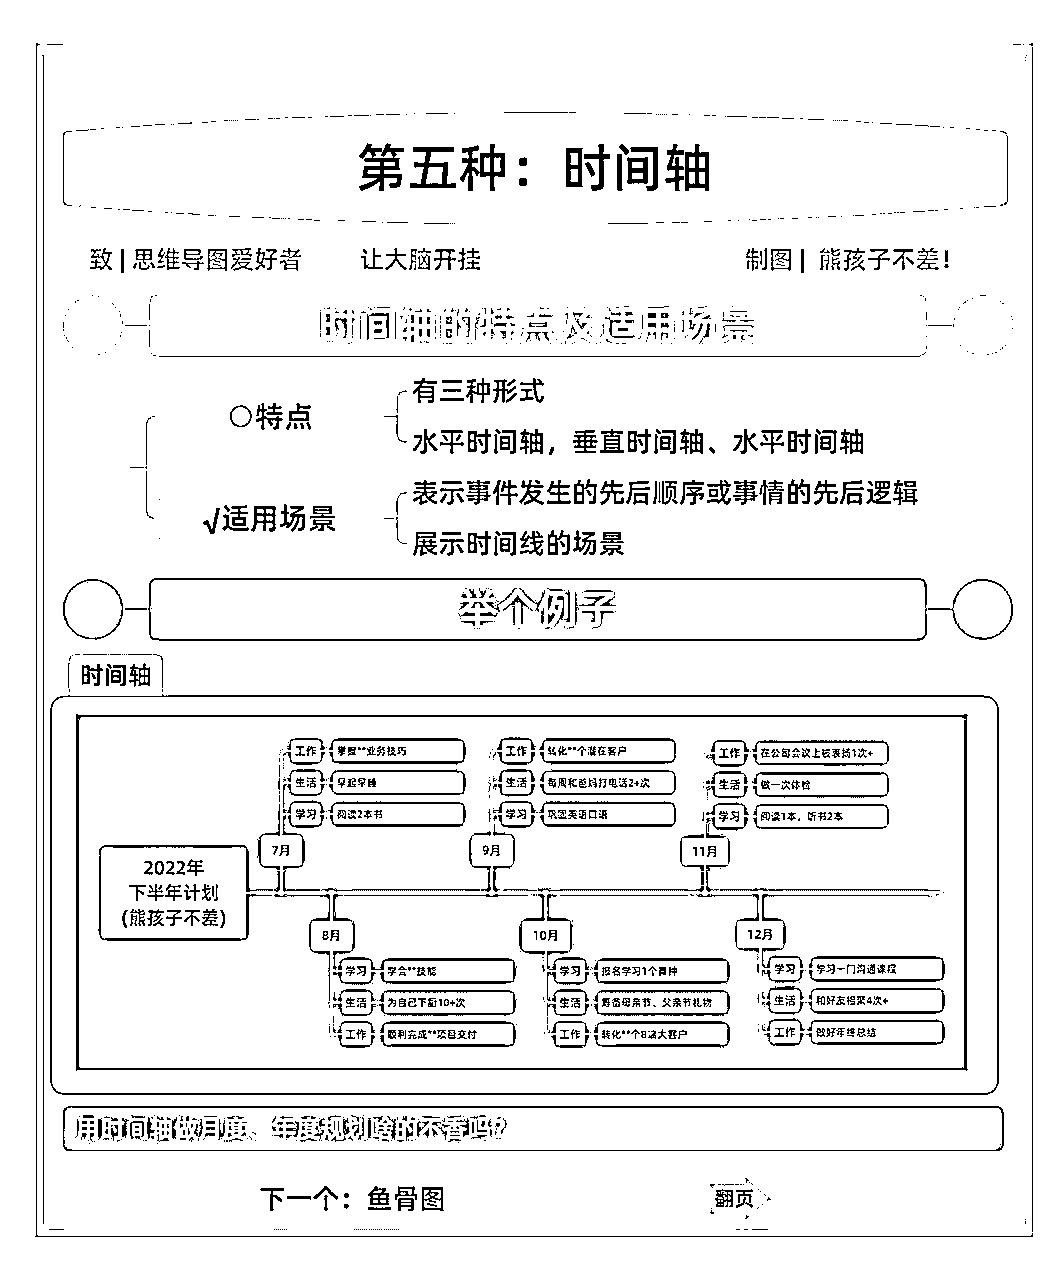 第五种：时间轴
致 | 思维导图爱好者 让大脑开挂 制图 | 熊孩子不差！
时间轴的特点及适用场景
○特点
有三种形式
水平时间轴，垂直时间轴、水平时间轴
√适用场景
表示事件发生的先后顺序或事情的先后逻辑
展示时间线的场景
举个例子
时间轴
2022年
下半年计划
(熊孩子不差)
7月
工作 掌握**业务技巧
生活 早起早睡
学习 阅读2本书
8月
学习 学会**技能
生活 为自己下厨10+次
工作 顺利完成**项目交付
9月
工作 转化**个潜在客户
生活 每周和爸妈打电话2+次
学习 巩固英语口语
10月
学习 报名学习1个舞种
生活 筹备母亲节、父亲节礼物
工作 转化**个B端大客户
11月
工作 在公司会议上被表扬1次+
生活 做一次体检
学习 阅读1本，听书2本
12月
学习 学习一门沟通课程
生活 和好友相聚4次+
工作 做好年终总结
用时间轴做月度、年度规划啥的不香吗?
下一个：鱼骨图
翻页